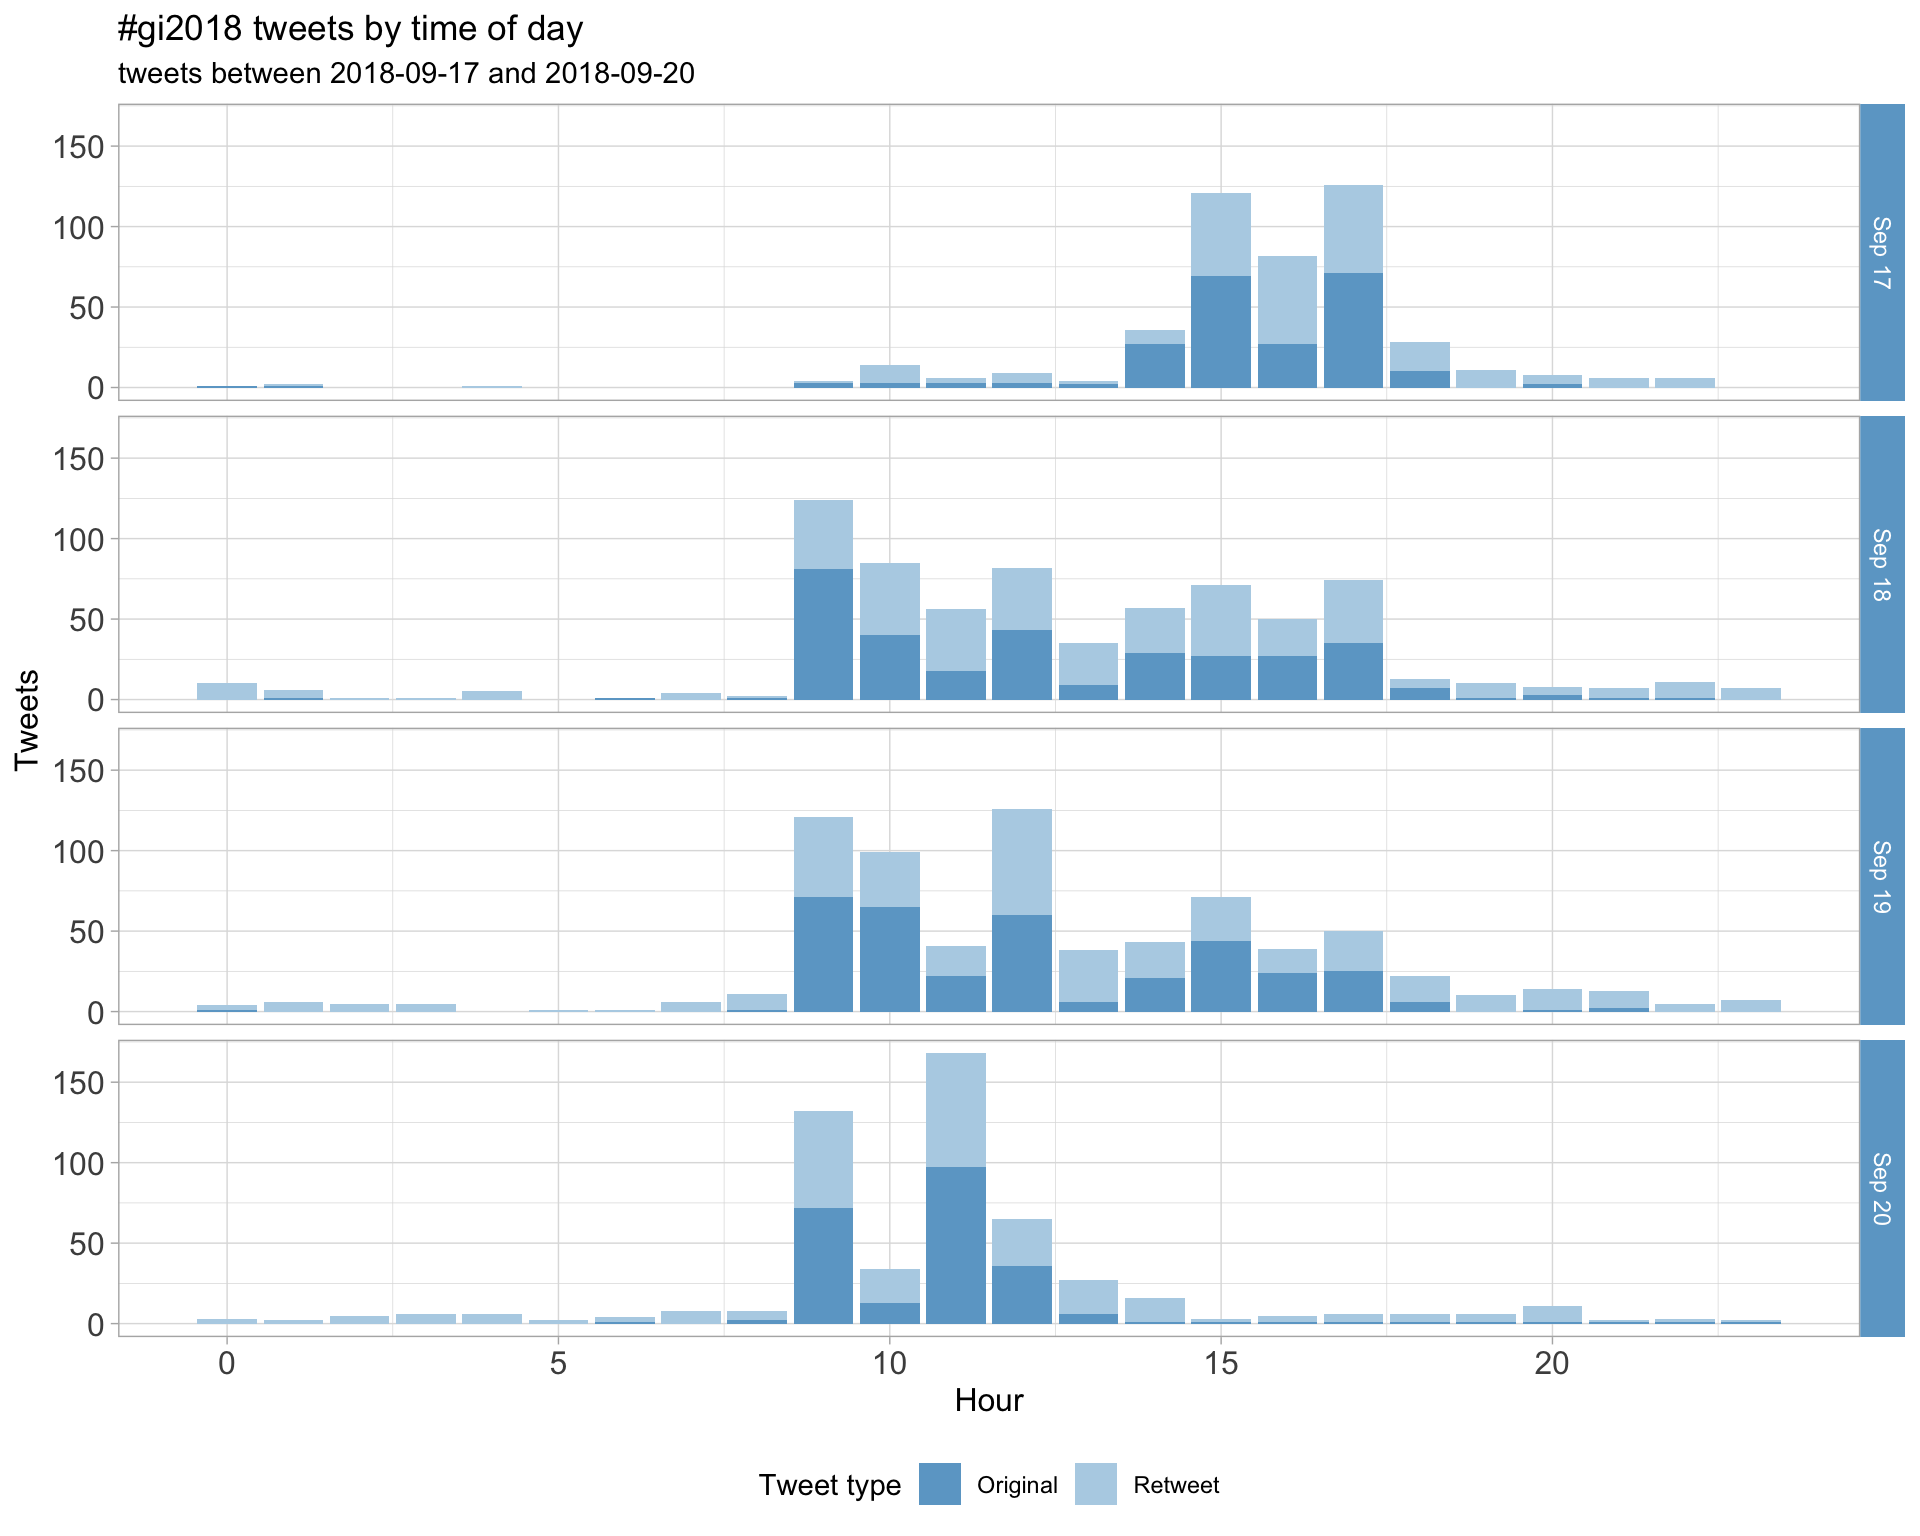 #gi2018 tweets by time of day
tweets between 2018-09-17 and 2018-09-20
150
100
50
0
Sep 17
150
100
50
0
Sep 18
Tweets
150
100
50
0
Sep 19
150
100
50
0
Sep 20
0 5 10 15 20
Hour
Tweet type Original Retweet